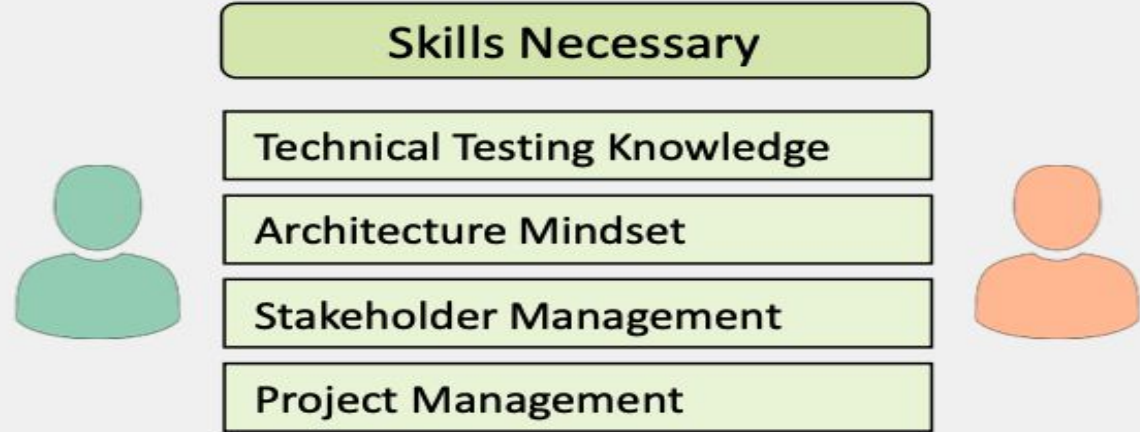 Skills Necessary
Technical Testing Knowledge
Architecture Mindset
Stakeholder Management
Project Management